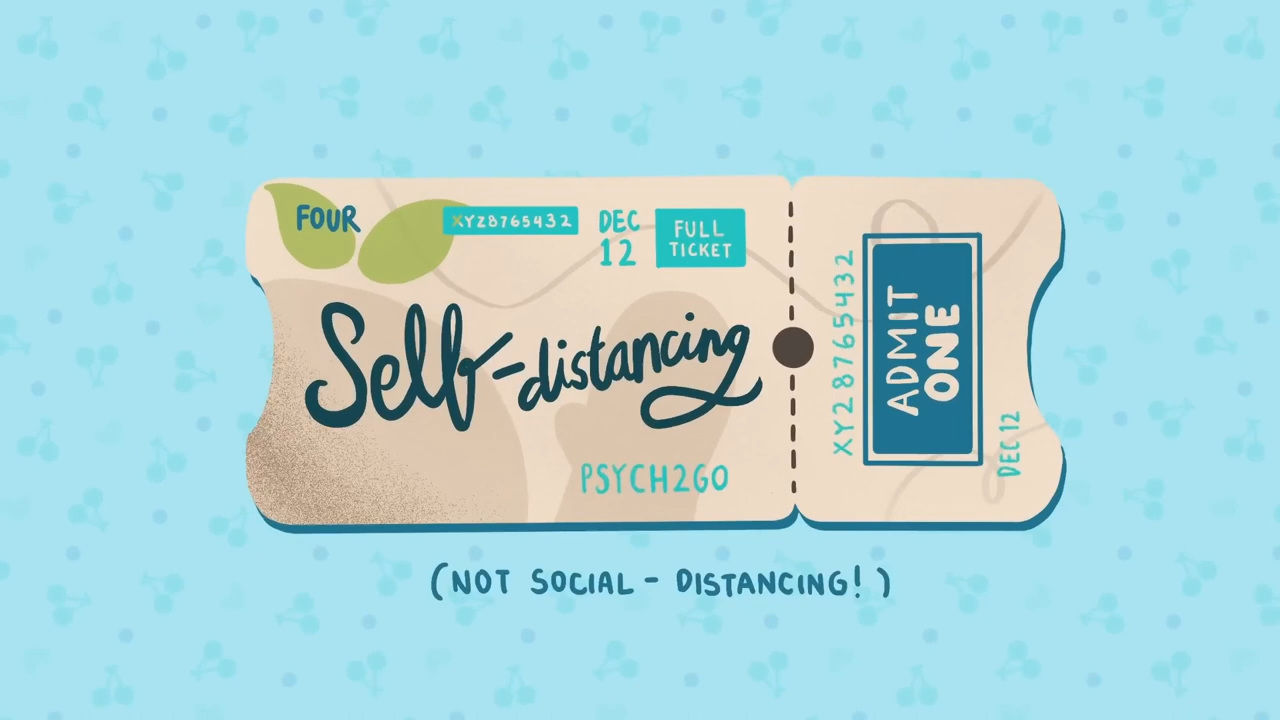 FOUR
XYZ8765432
DEC
12
FULL
TICKET
Self-distancing
PSYCH2GO
XYZ8765432
ADMIT
ONE
DEC 12
(NOT SOCIAL - DISTANCING!)